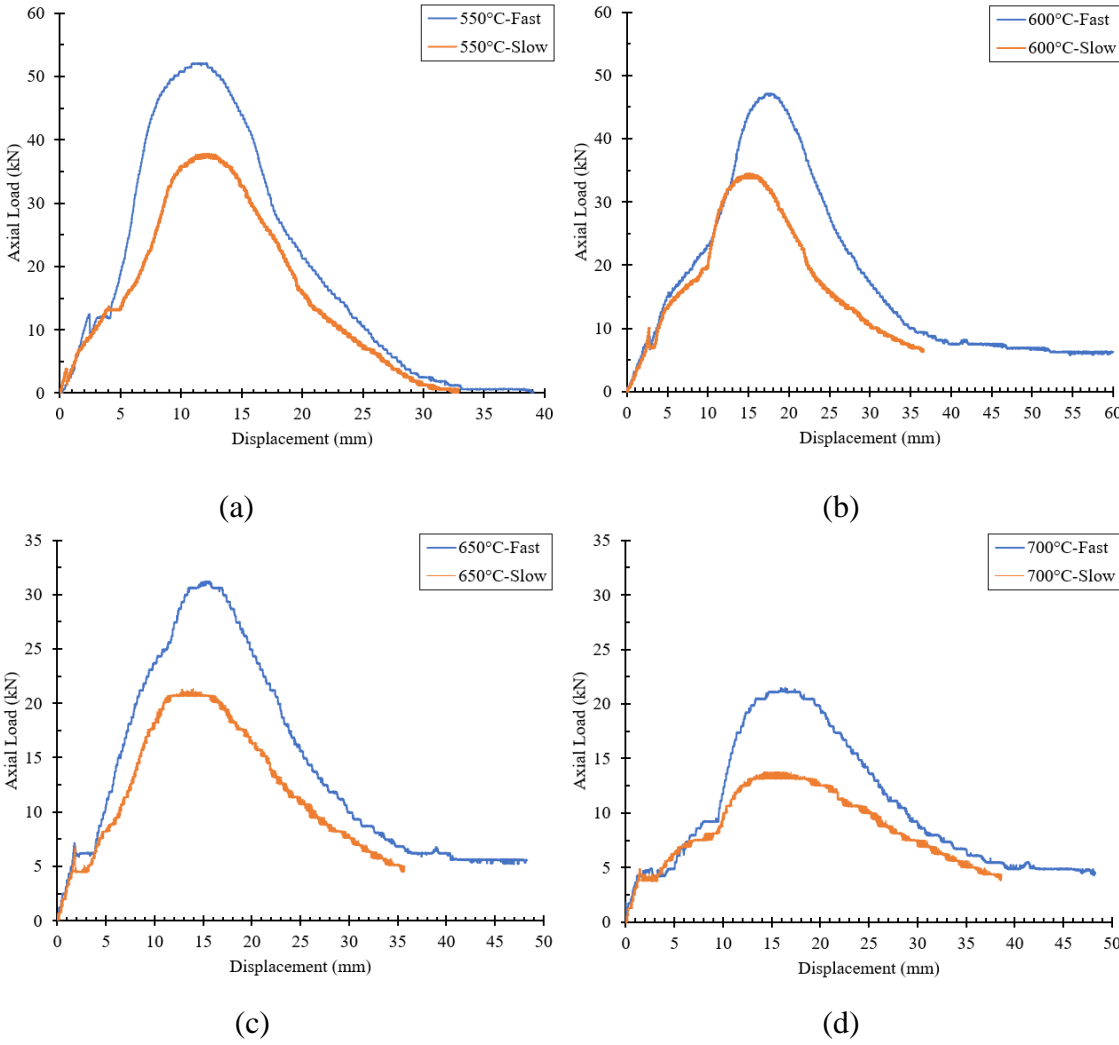 60
50
40
30
20
10
0
Axial Load (kN)
550°C-Fast
550°C-Slow
0 5 10 15 20 25 30 35 40
Displacement (mm)
(a)
60
50
40
30
20
10
0
Axial Load (kN)
600°C-Fast
600°C-Slow
0 5 10 15 20 25 30 35 40 45 50 55 60
Displacement (mm)
(b)
35
30
25
20
15
10
5
0
Axial Load (kN)
650°C-Fast
650°C-Slow
0 5 10 15 20 25 30 35 40 45 50
Displacement (mm)
(c)
35
30
25
20
15
10
5
0
Axial Load (kN)
700°C-Fast
700°C-Slow
0 5 10 15 20 25 30 35 40 45 50
Displacement (mm)
(d)